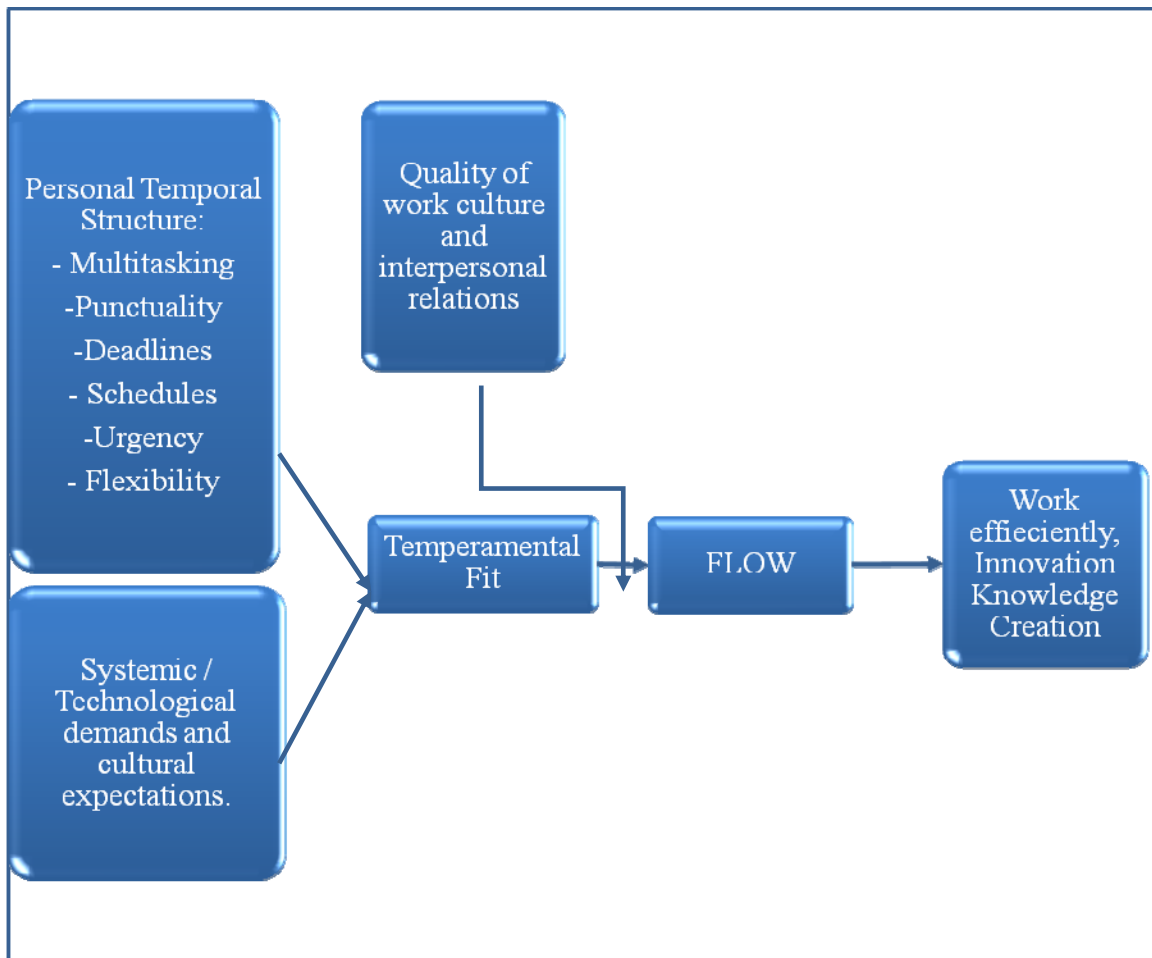 Personal Temporal
Structure:
- Multitasking
-Punctuality
-Deadlines
- Schedules
-Urgency
- Flexibility
Quality of
work culture
and
interpersonal
relations
Systemic /
Technological
demands and
cultural
expectations.
Temperamental
Fit
FLOW
Work
effieciently,
Innovation
Knowledge
Creation